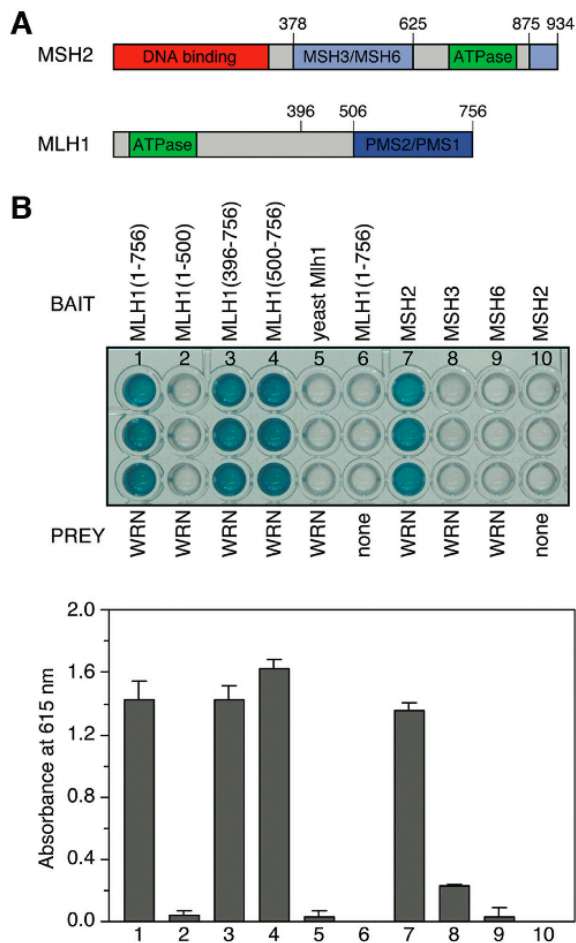 A
378 625 875 934
MSH2 DNA binding MSH3/MSH6 ATPase
396 506 756
MLH1 ATPase PMS2/PMS1
B
BAIT MLH1(1-756) MLH1(1-500) MLH1(396-756) MLH1(500-756) yeast Mlh1 MLH1(1-756) MSH2 MSH3 MSH6 MSH2
1 2 3 4 5 6 7 8 9 10
PREY WRN WRN WRN WRN WRN none WRN WRN WRN none
Absorbance at 615 nm
2.0
1.6
1.2
0.8
0.4
0.0
1 2 3 4 5 6 7 8 9 10